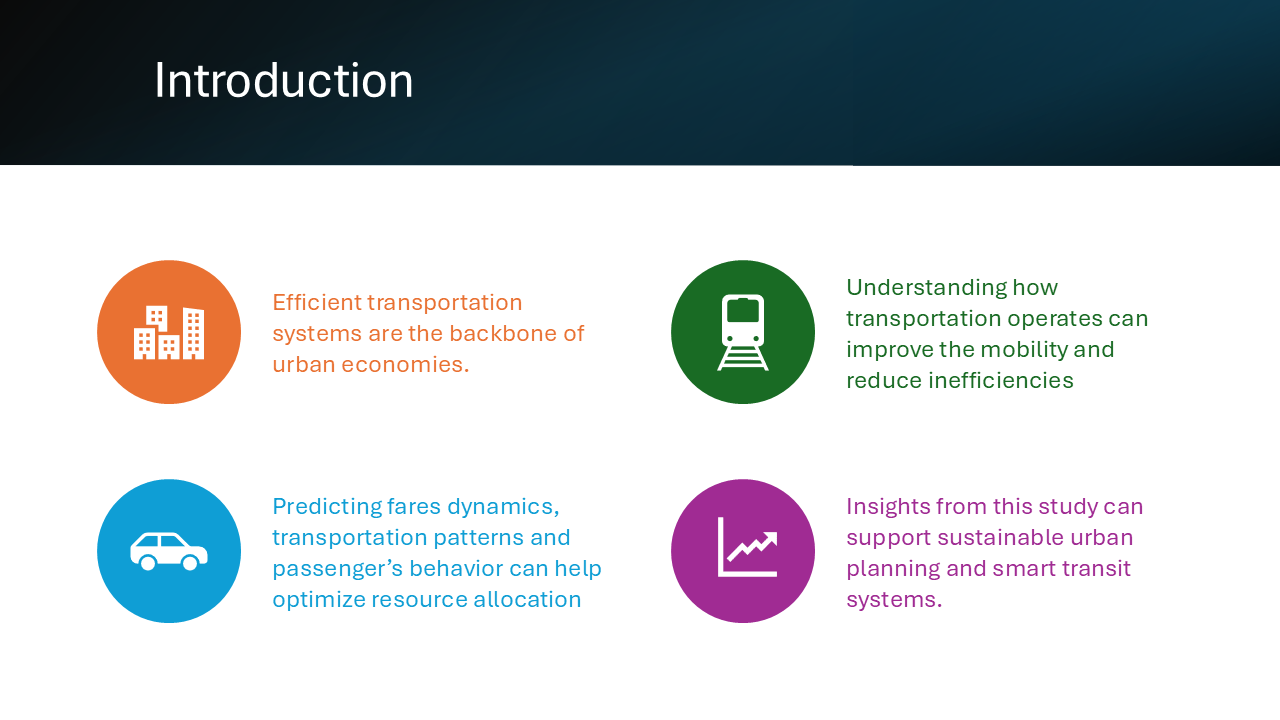 Introduction
Efficient transportation
systems are the backbone of
urban economies.
Understanding how
transportation operates can
improve the mobility and
reduce inefficiencies
Predicting fares dynamics,
transportation patterns and
passenger’s behavior can help
optimize resource allocation
Insights from this study can
support sustainable urban
planning and smart transit
systems.